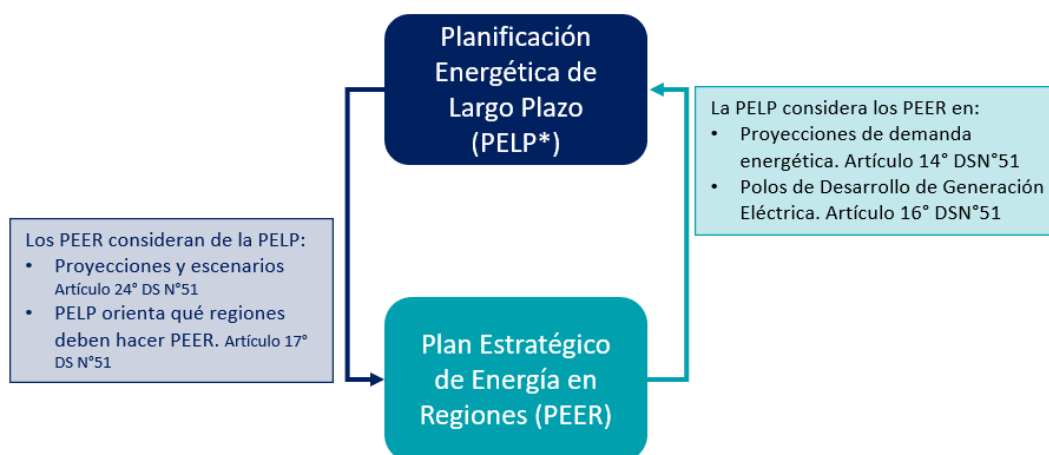 Planificación
Energética de
Largo Plazo
(PELP*)
La PELP considera los PEER en:
• Proyecciones de demanda
energética. Artículo 14° DSN°51
• Polos de Desarrollo de Generación
Eléctrica. Artículo 16° DSN°51
Los PEER consideran de la PELP:
• Proyecciones y escenarios
Artículo 24° DS N°51
• PELP orienta qué regiones
deben hacer PEER. Artículo 17°
DS N°51
Plan Estratégico
de Energía en
Regiones (PEER)